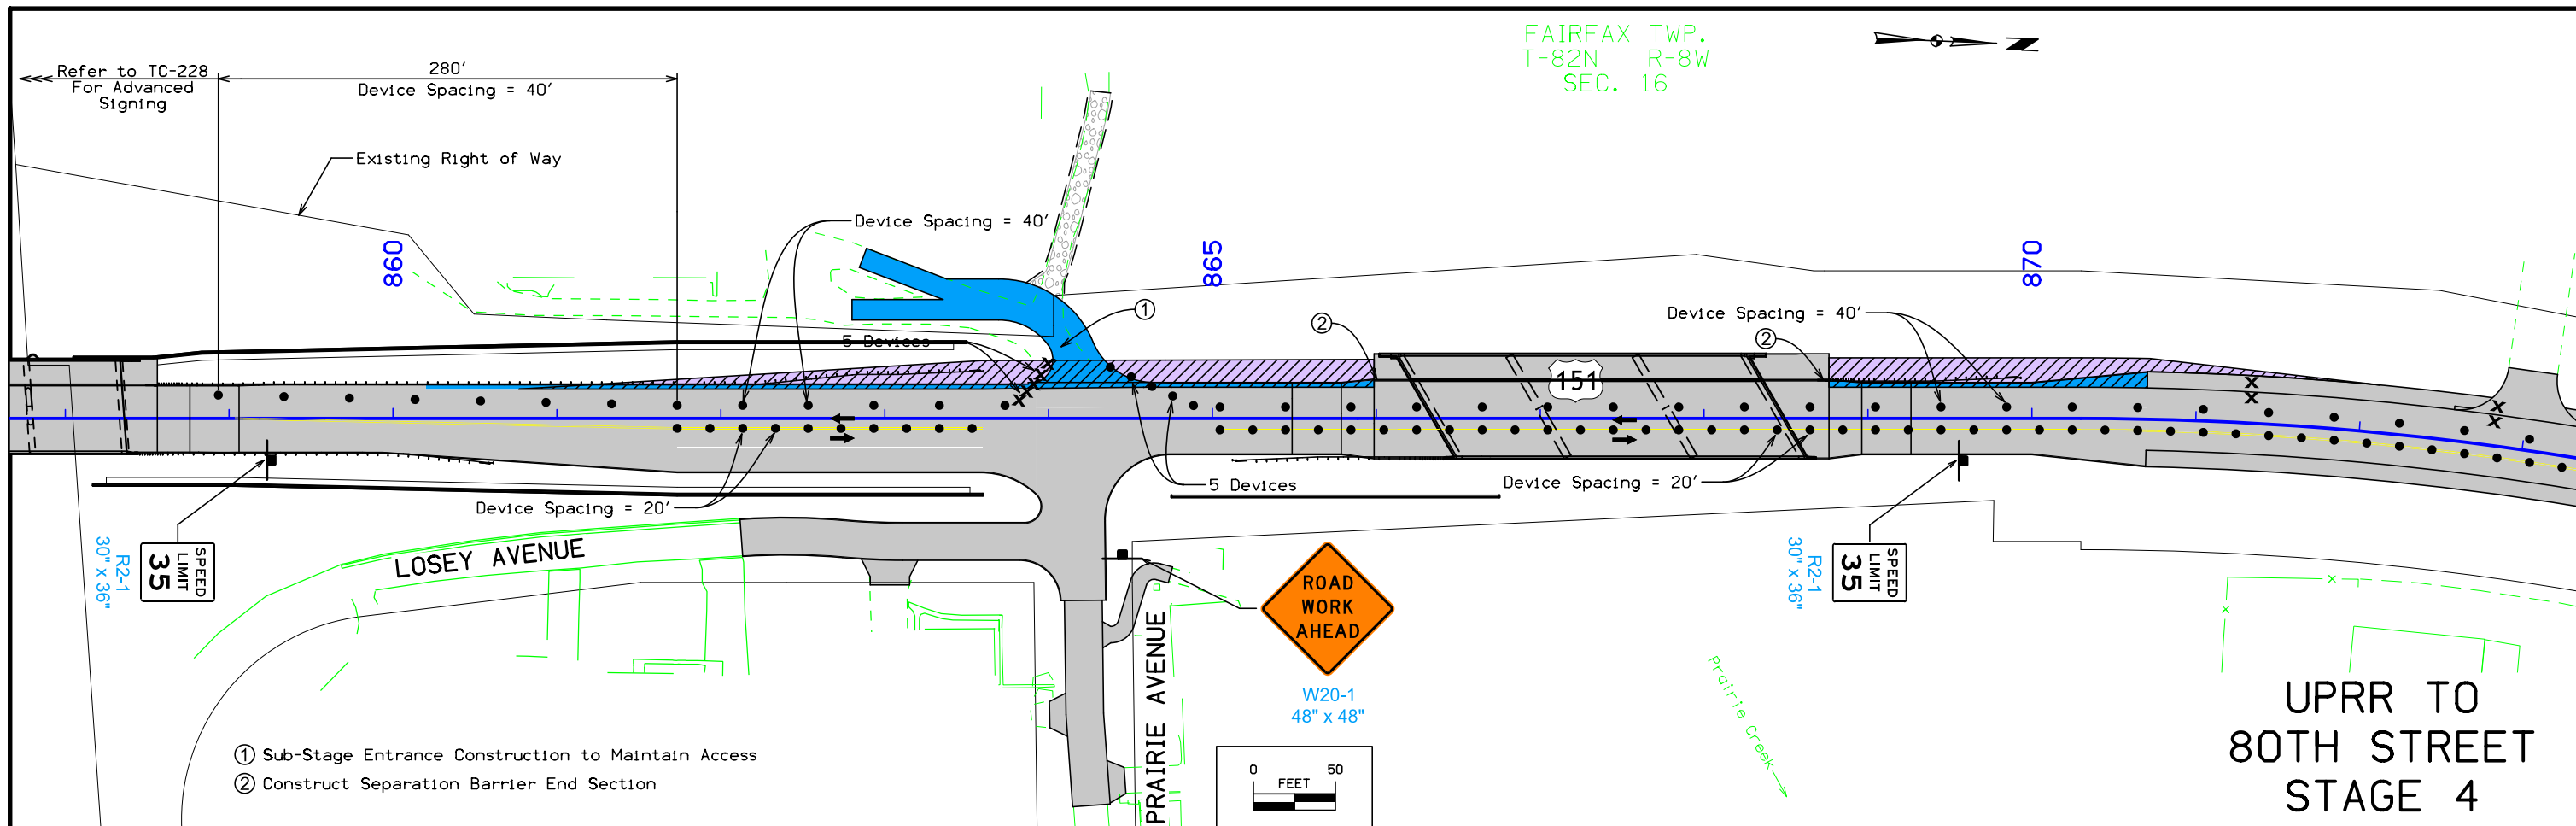 FAIRFAX TWP.
T-82N R-8W
SEC. 16
N
Refer to TC-228
For Advanced
Signing
280'
Device Spacing = 40'
Existing Right of Way
Device Spacing = 40'
860
865
870
1
2
2
Device Spacing = 40'
5 Devices
151
5 Devices
Device Spacing = 20'
Device Spacing = 20'
LOSEY AVENUE
SPEED
LIMIT
35
R2-1
30" x 36"
SPEED
LIMIT
35
R2-1
30" x 36"
ROAD
WORK
AHEAD
W20-1
48" x 48"
PRAIRIE AVENUE
Prairie Creek
1 Sub-Stage Entrance Construction to Maintain Access
2 Construct Separation Barrier End Section
0 50
FEET
UPRR TO
80TH STREET
STAGE 4